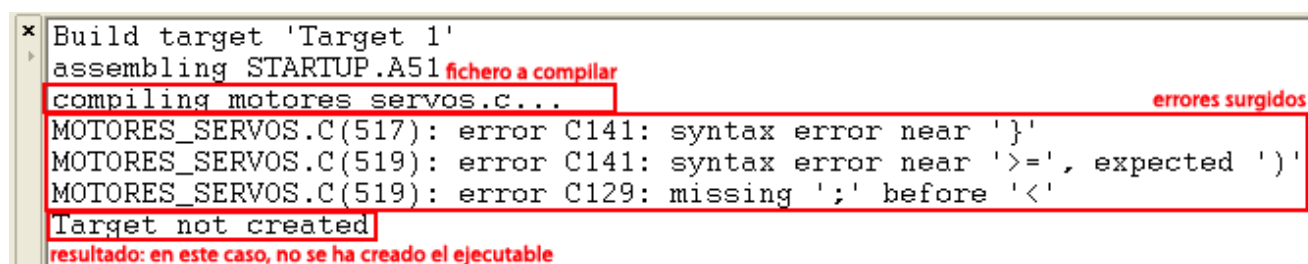 Build target 'Target 1'
assembling STARTUP.A51 fichero a compilar
compiling motores servos.c... errores surgidos
MOTORES_SERVOS.C(517): error C141: syntax error near '}'
MOTORES_SERVOS.C(519): error C141: syntax error near '>=', expected ')'
MOTORES_SERVOS.C(519): error C129: missing ';' before '<'
Target not created
resultado: en este caso, no se ha creado el ejecutable